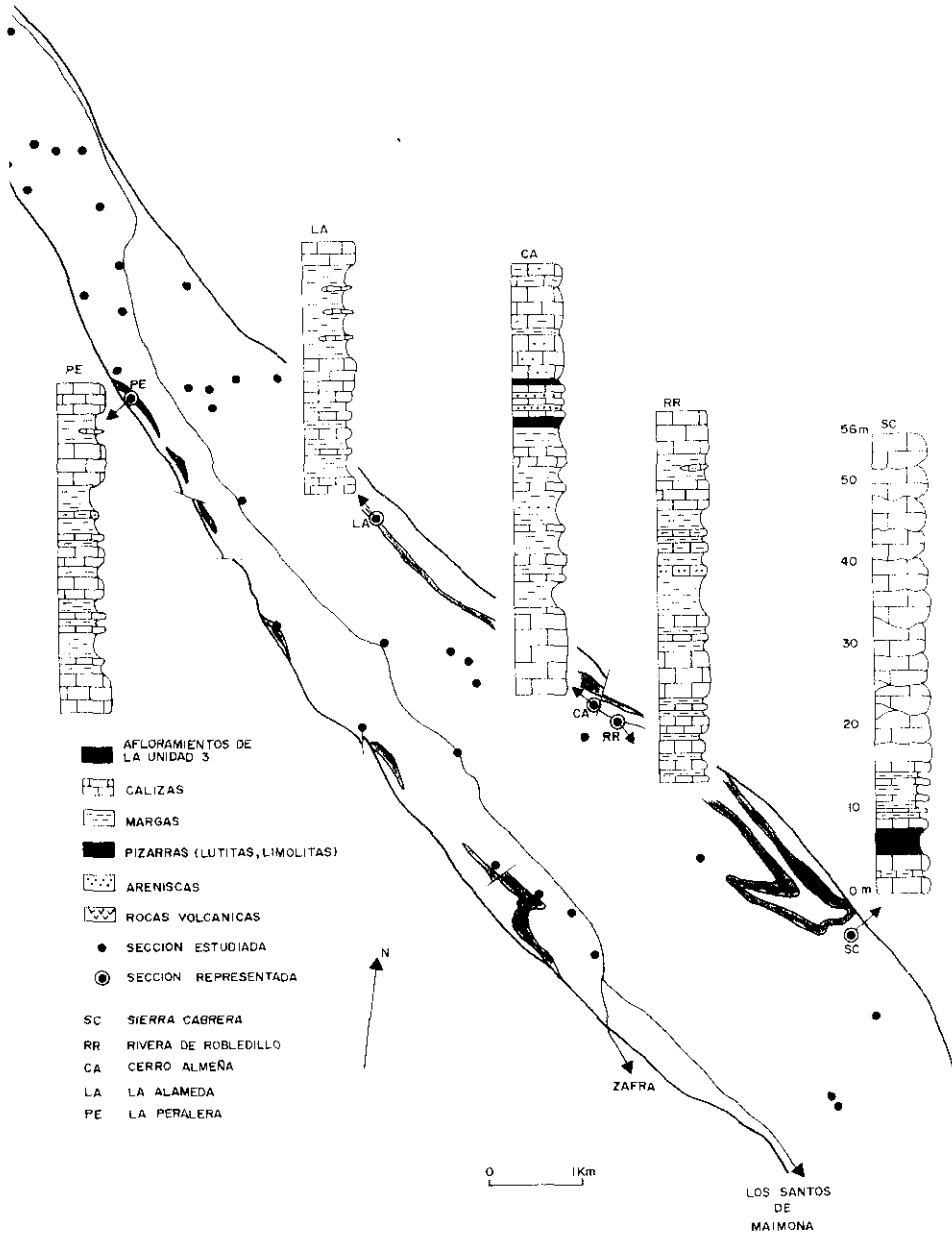 LA
CA
PE
PE
RR
SC
56m
50
40
30
20
10
0 m
LA
CA
RR
SC
AFLORAMIENTOS DE
LA UNIDAD 3
CALIZAS
MARGAS
PIZARRAS (LUTITAS, LIMOLITAS)
ARENISCAS
ROCAS VOLCANICAS
SECCION ESTUDIADA
SECCION REPRESENTADA
N
SC SIERRA CABRERA
RR RIVERA DE ROBLEDILLO
CA CERRO ALMEÑA
LA LA ALAMEDA
PE LA PERALERA
ZAFRA
0 1Km
LOS SANTOS
DE
MAIMONA